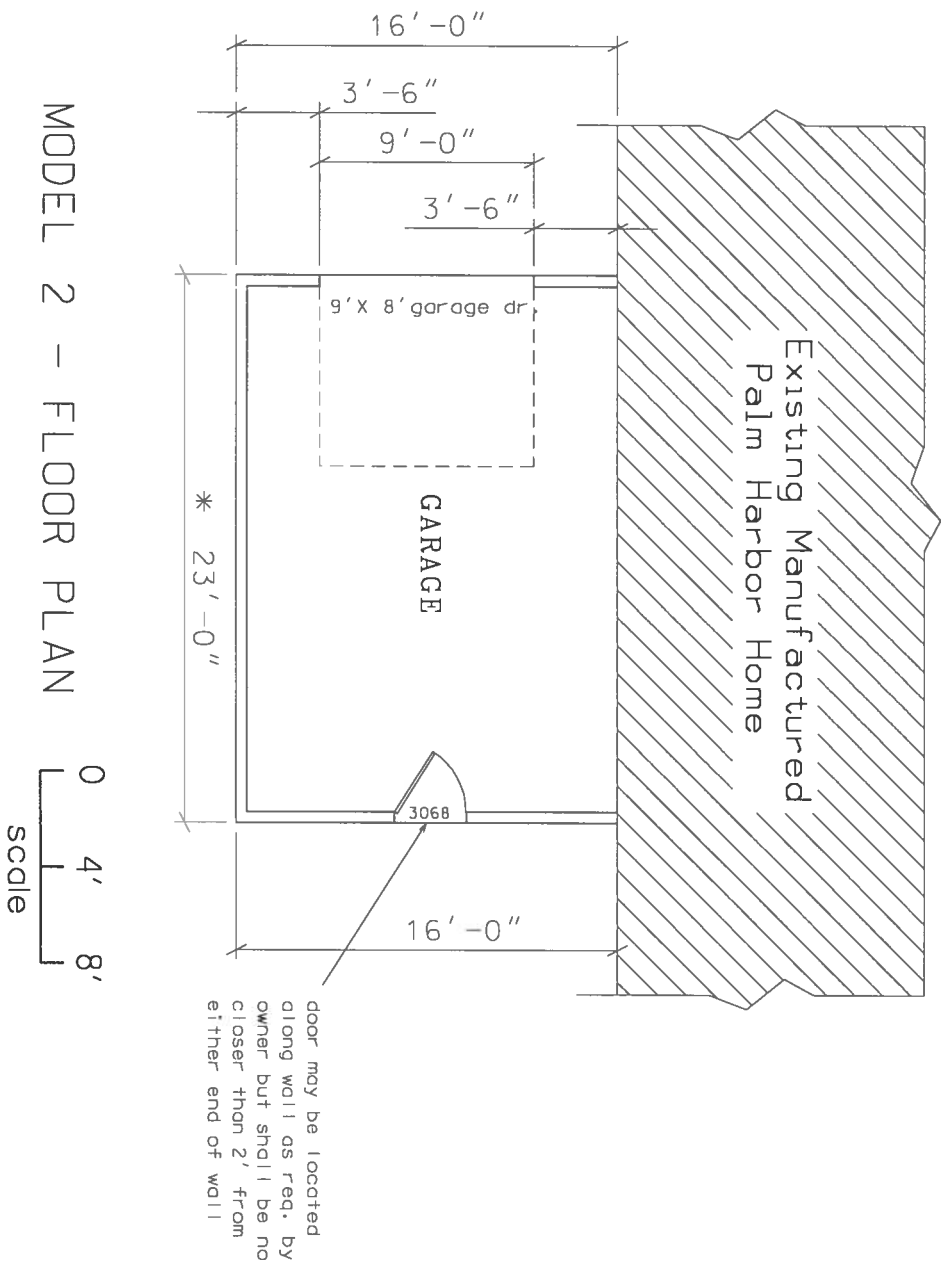 16'-0"
3'-6"
9'-0"
3'-6"
9'X 8'garage dr.
Existing Manufactured
Palm Harbor Home
GARAGE
* 23'-0"
3068
16'-0"
door may be located
along wall as req. by
owner but shall be no
closer than 2' from
either end of wall
MODEL 2 - FLOOR PLAN
0 4' 8'
scale